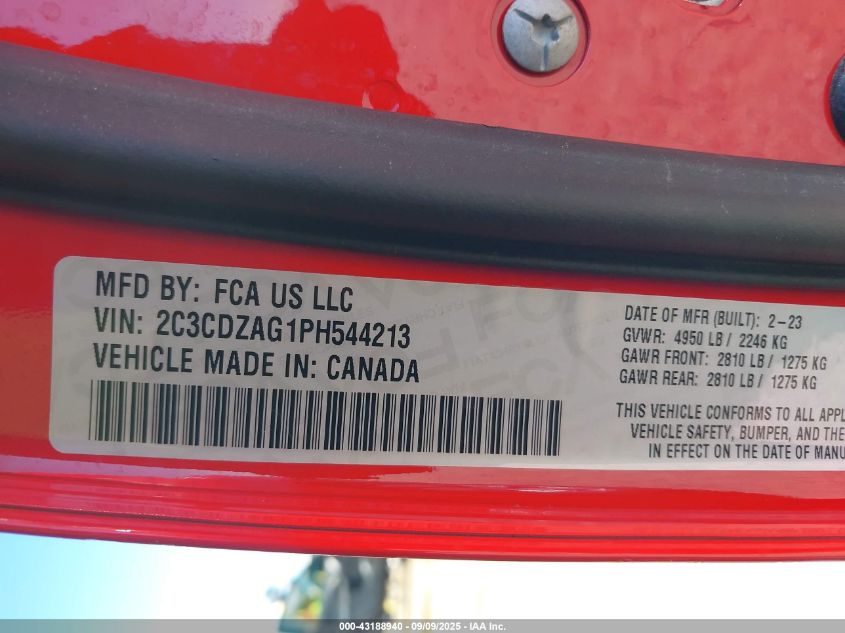 MFD BY: FCA US LLC
VIN: 2C3CDZAG1PH544213
VEHICLE MADE IN: CANADA
DATE OF MFR (BUILT): 2-23
GVWR: 4950 LB / 2246 KG
GAWR FRONT: 2810 LB / 1275 KG
GAWR REAR: 2810 LB / 1275 KG
THIS VEHICLE CONFORMS TO ALL APPL
VEHICLE SAFETY, BUMPER, AND THE
IN EFFECT ON THE DATE OF MANU
000-43188940 - 09/09/2025 - IAA Inc.